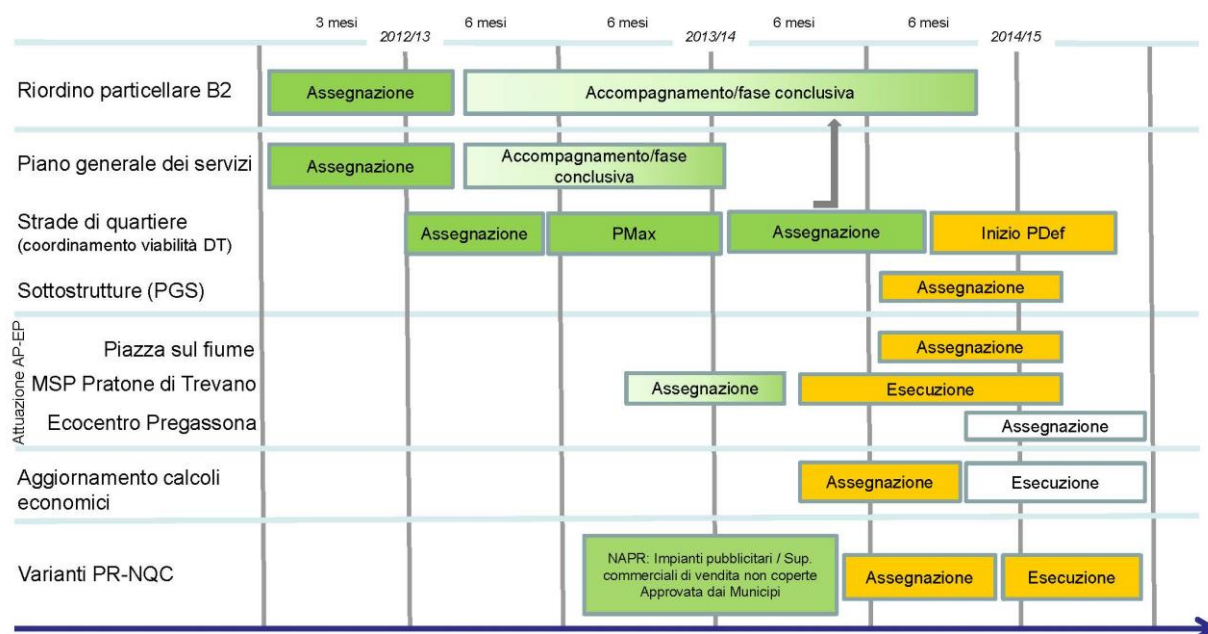 3 mesi 6 mesi 6 mesi 6 mesi 6 mesi
2012/13 2013/14 2014/15
Riordino particellare B2
Assegnazione
Accompagnamento/fase conclusiva
Piano generale dei servizi
Assegnazione
Accompagnamento/fase
conclusiva
Strade di quartiere
(coordinamento viabilità DT)
Assegnazione
PMax
Assegnazione
Inizio PDef
Sottostrutture (PGS)
Assegnazione
Attuazione AP-EP
Piazza sul fiume
Assegnazione
MSP Pratone di Trevano
Assegnazione
Esecuzione
Ecocentro Pregassona
Assegnazione
Aggiornamento calcoli
economici
Assegnazione
Esecuzione
Varianti PR-NQC
NAPR: Impianti pubblicitari / Sup.
commerciali di vendita non coperte
Approvata dai Municipi
Assegnazione
Esecuzione